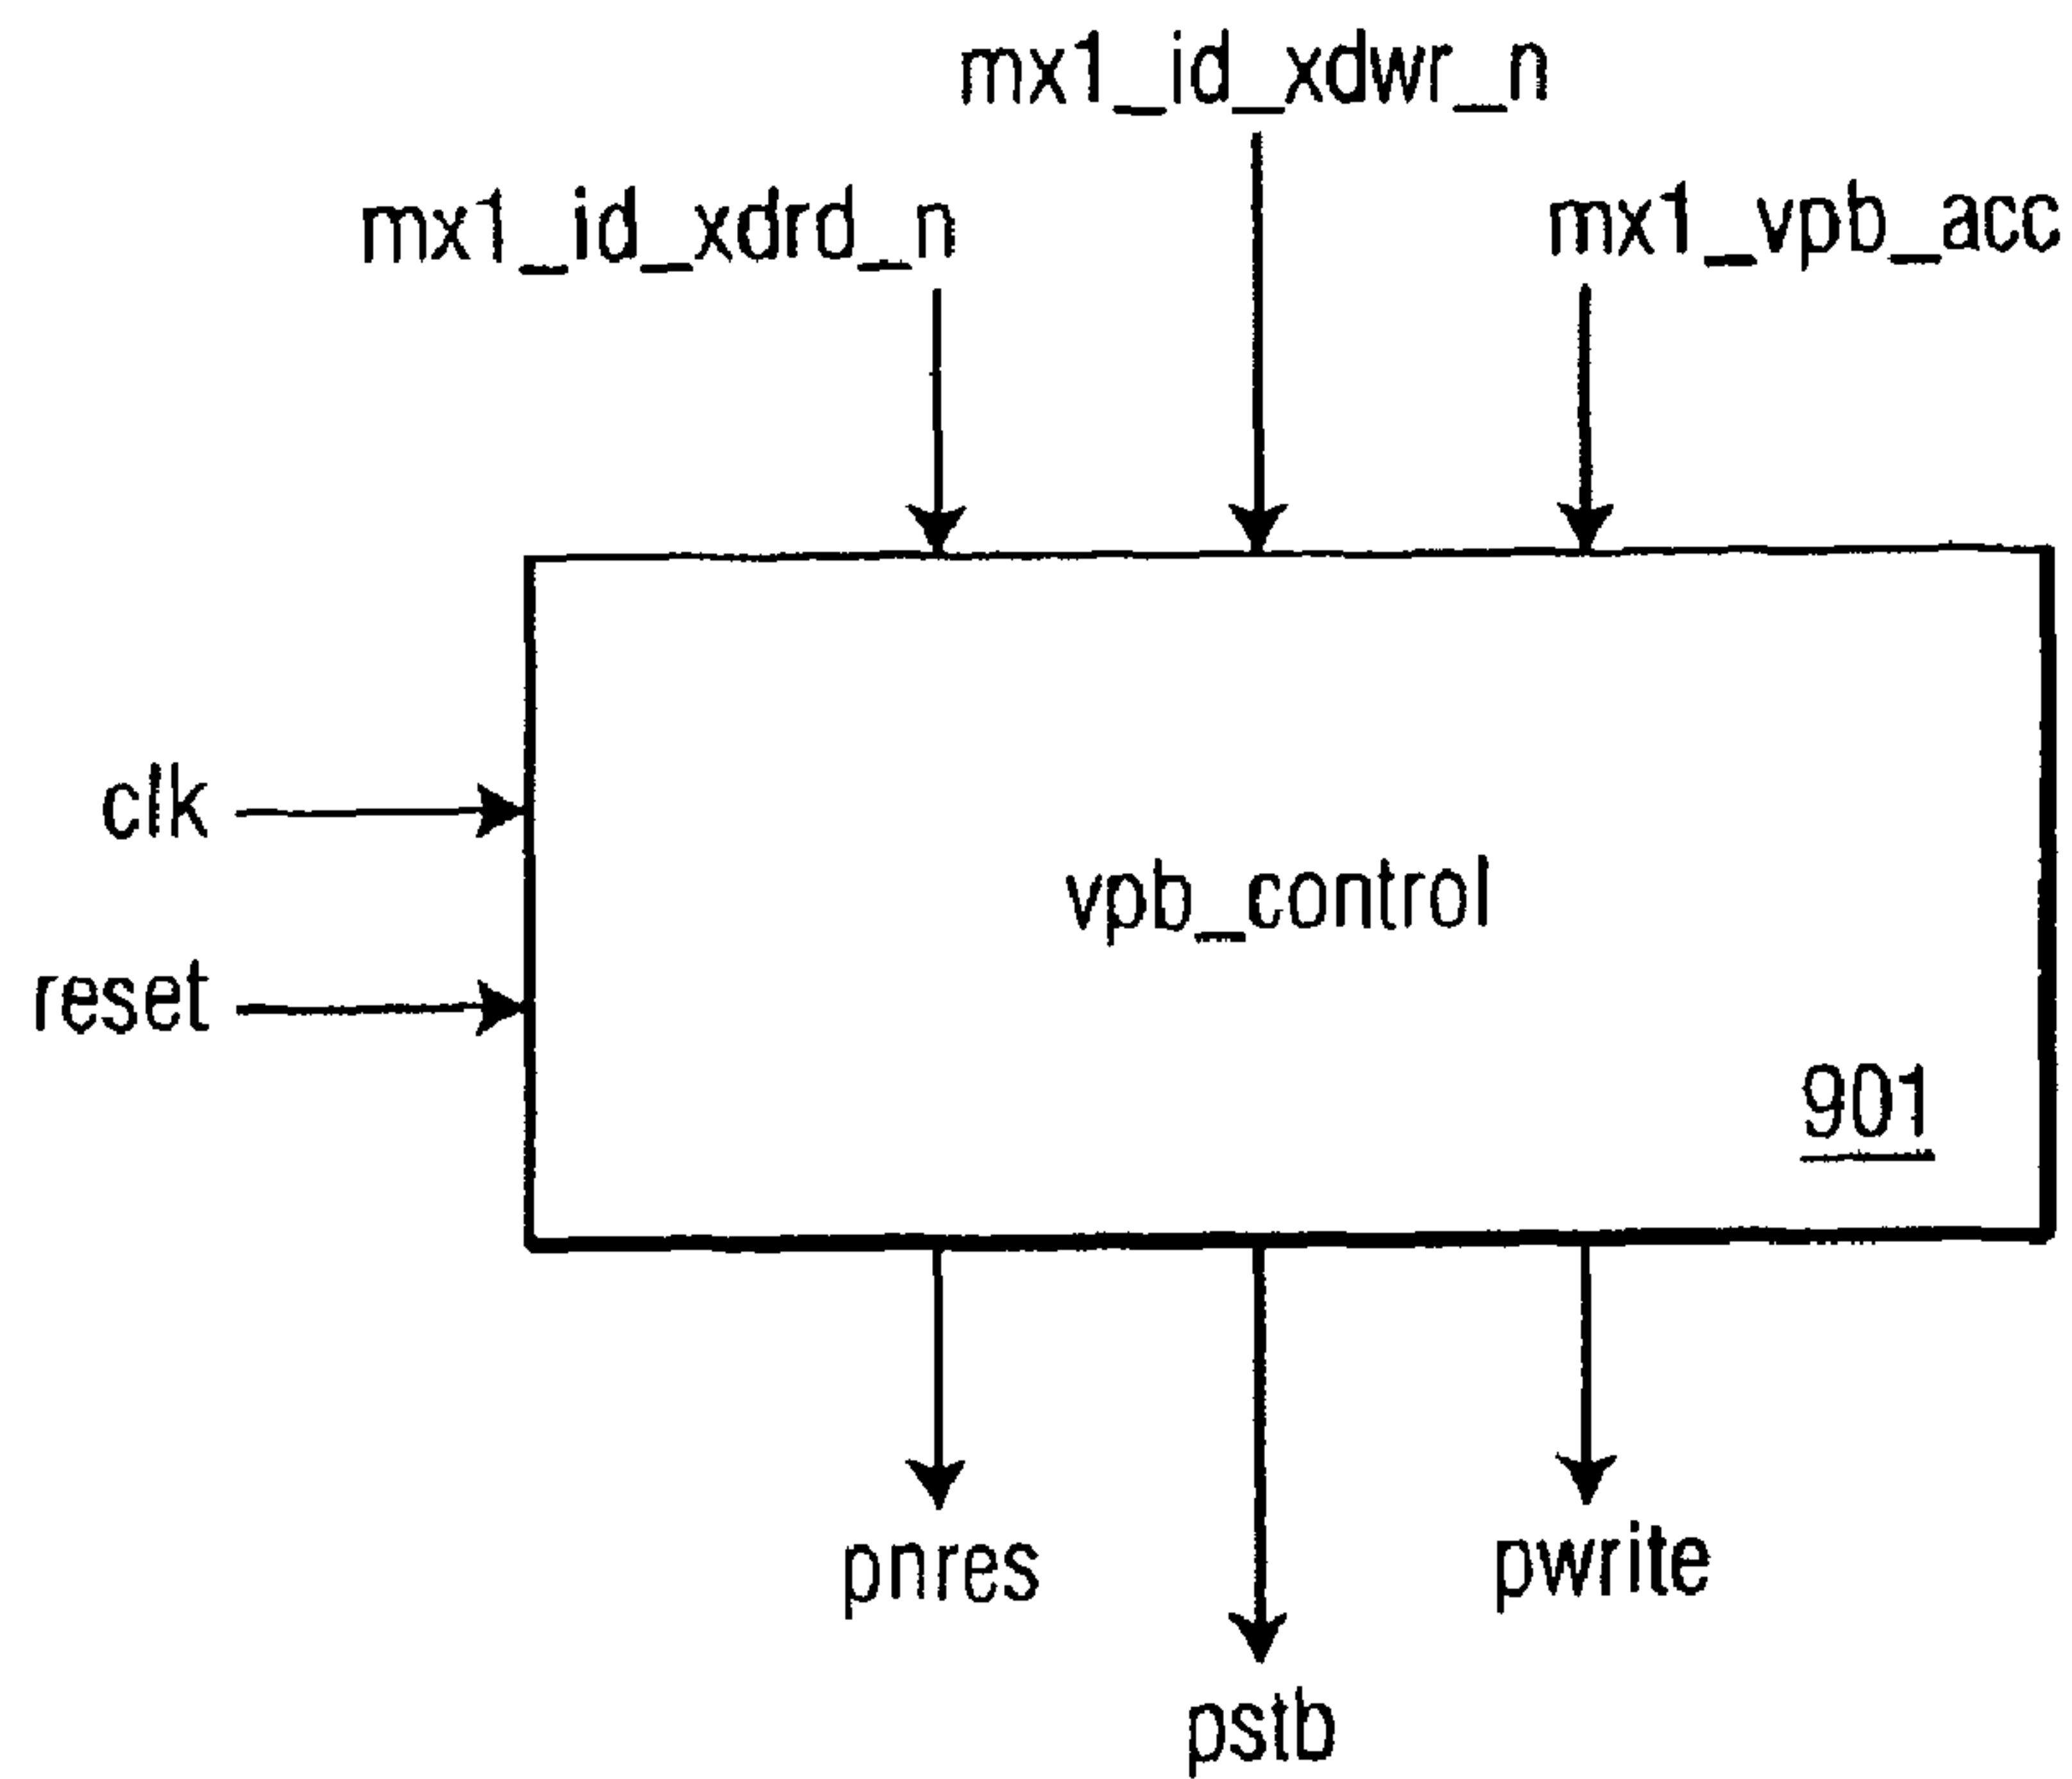 mx1_id_xdwr_n
mx1_id_xdrd_n
mx1_vpb_acc
clk
vpb_control
reset
901
pnres
pwrite
pstb